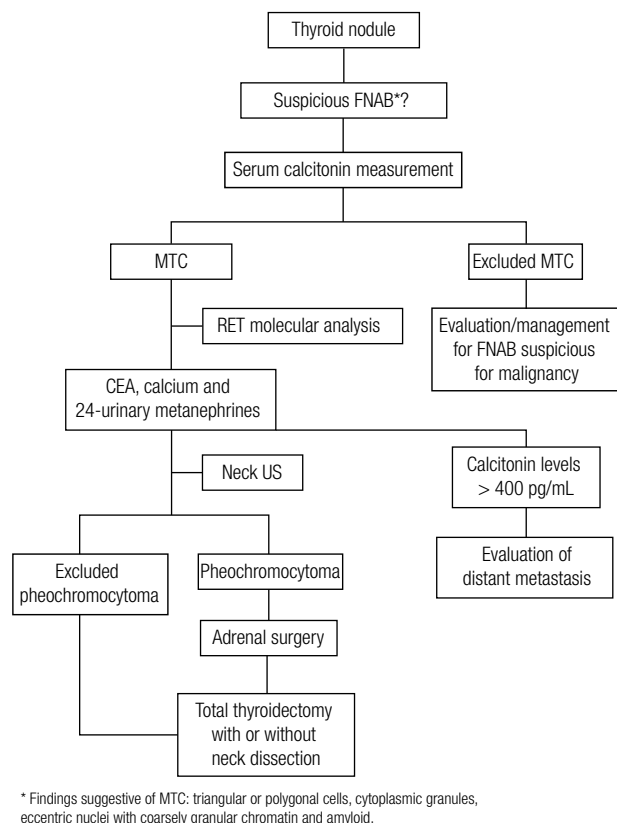 Thyroid nodule
Suspicious FNAB*?
Serum calcitonin measurement
MTC
Excluded MTC
RET molecular analysis
Evaluation/management
for FNAB suspicious
for malignancy
CEA, calcium and
24-urinary metanephrines
Neck US
Calcitonin levels
> 400 pg/mL
Excluded
pheochromocytoma
Pheochromocytoma
Evaluation of
distant metastasis
Adrenal surgery
Total thyroidectomy
with or without
neck dissection
* Findings suggestive of MTC: triangular or polygonal cells, cytoplasmic granules,
eccentric nuclei with coarsely granular chromatin and amyloid.